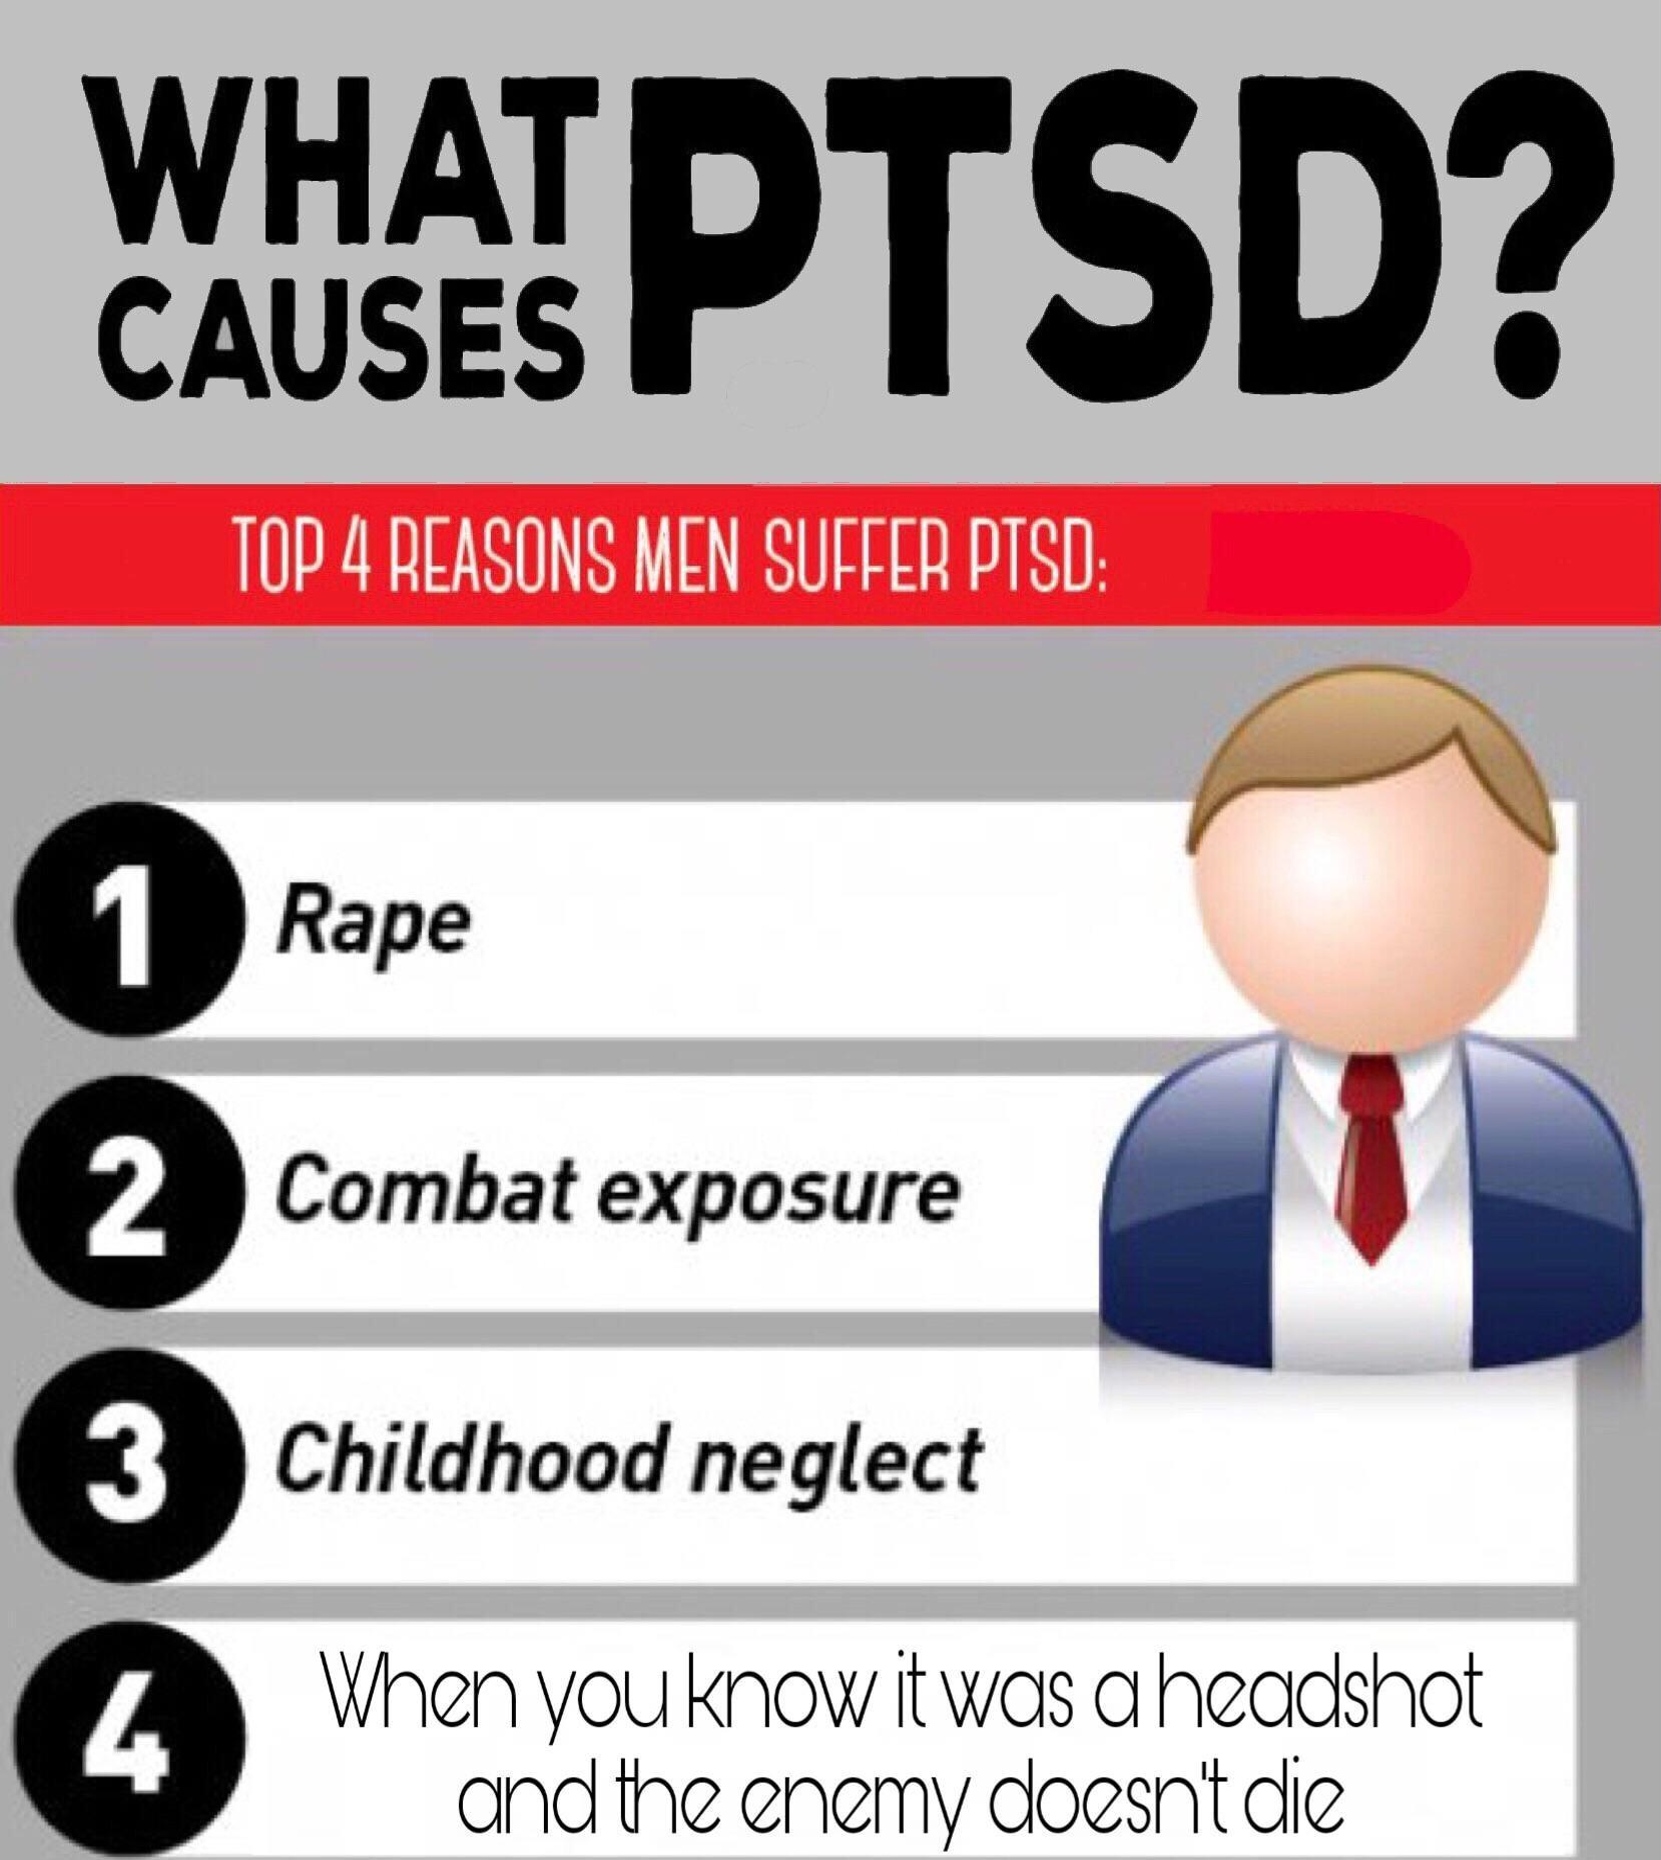 WHAT
CAUSES PTSD?
TOP 4 REASONS MEN SUFFER PTSD:
1 Rape
2 Combat exposure
3 Childhood neglect
4 When you know it was a headshot
and the enemy doesn't die